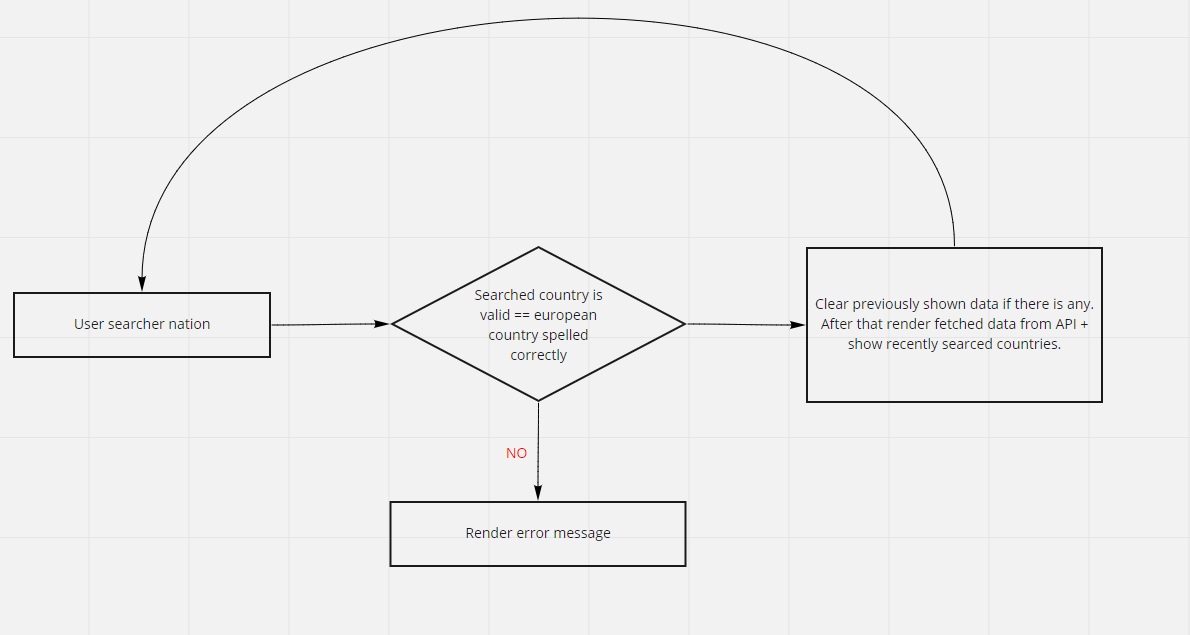 User searcher nation
Searched country is
valid == european
country spelled
correctly
Clear previously shown data if there is any.
After that render fetched data from API +
show recently searced countries.
NO
Render error message